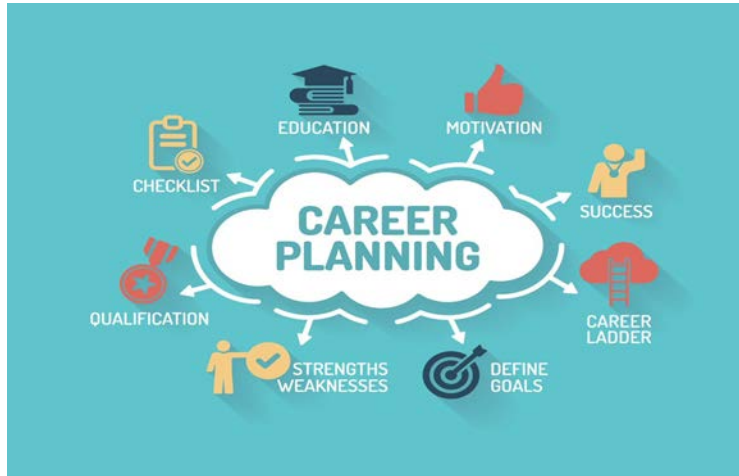 CAREER
PLANNING
EDUCATION
MOTIVATION
SUCCESS
CAREER
LADDER
DEFINE
GOALS
STRENGTHS
WEAKNESSES
QUALIFICATION
CHECKLIST